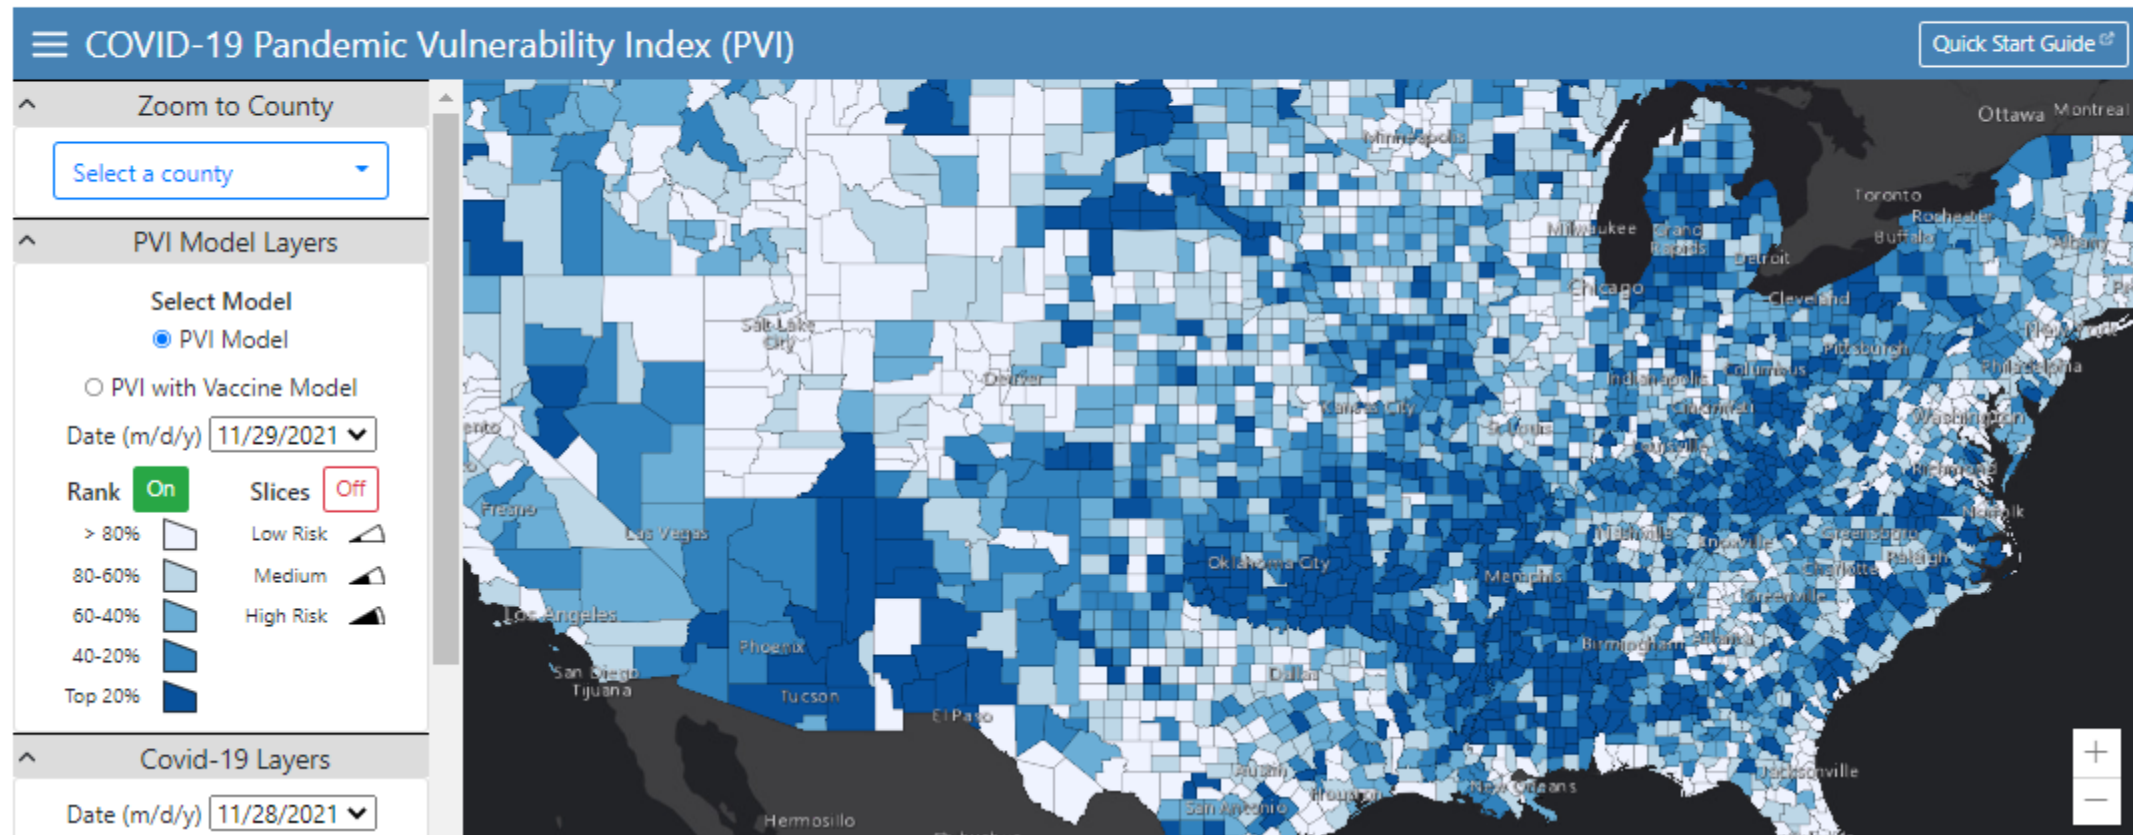 COVID-19 Pandemic Vulnerability Index (PVI)
Quick Start Guide
Zoom to County
Select a county
PVI Model Layers
Select Model
PVI Model
PVI with Vaccine Model
Date (m/d/y) 11/29/2021
Rank On Slices Off
> 80% Low Risk
80-60% Medium
60-40% High Risk
40-20%
Top 20%
Covid-19 Layers
Date (m/d/y) 11/28/2021
Ottawa Montreal
Minneapolis
Toronto
Rochester
Milwaukee
Grand
Rapids
Buffalo
Albany
Detroit
Chicago
Cleveland
Salt Lake
City
New York
Pittsburgh
Denver
Indianapolis
Columbus
Philadelphia
Kansas City
Cincinnati
Washington
ento
St Louis
Louisville
Richmond
Fresno
Las Vegas
Norfolk
Nashville
Knoxville
Greensboro
Raleigh
Oklahoma City
Memphis
Charlotte
Greenville
Los Angeles
Phoenix
Birmingham
Atlanta
San Diego
Tijuana
Dallas
Tucson
El Paso
Austin
Jacksonville
San Antonio
Houston
New Orleans
Hermosillo
+
−